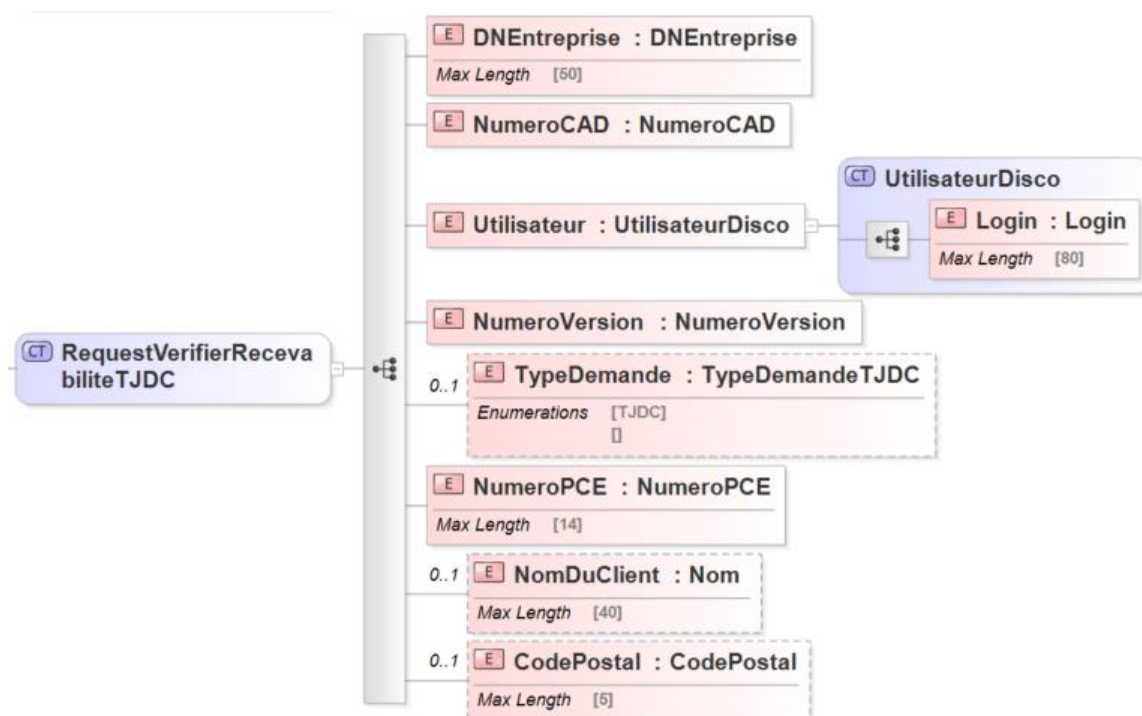 E DNEntreprise : DNEntreprise
Max Length [50]
E NumeroCAD : NumeroCAD
CT UtilisateurDisco
E Utilisateur : UtilisateurDisco
E Login : Login
Max Length [80]
E NumeroVersion : NumeroVersion
CT RequestVerifierReceva
biliteTJDC
0..1 E TypeDemande : TypeDemandeTJDC
Enumerations [TJDC]
[]
E NumeroPCE : NumeroPCE
Max Length [14]
0..1 E NomDuClient : Nom
Max Length [40]
0..1 E CodePostal : CodePostal
Max Length [5]